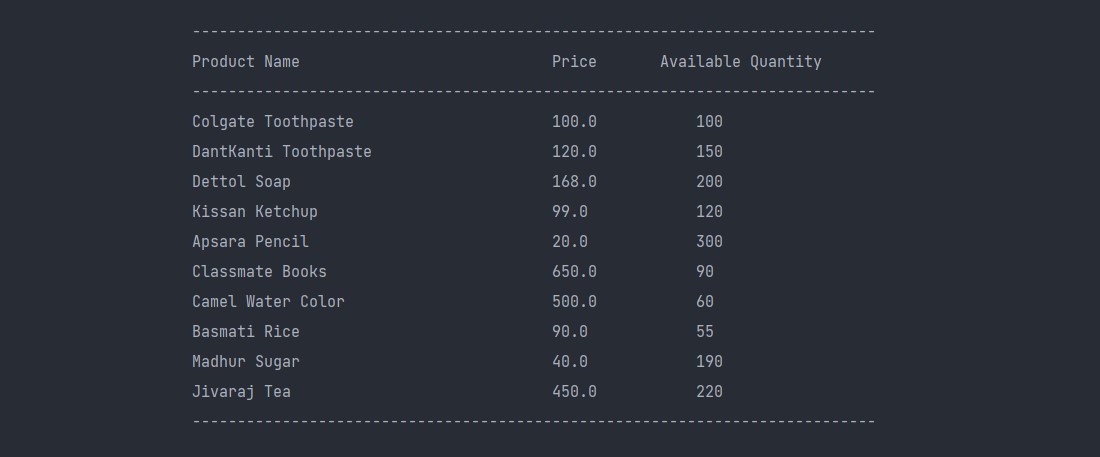 ----------------------------------------------------------------------------
Product Name                            Price       Available Quantity
----------------------------------------------------------------------------
Colgate Toothpaste                      100.0           100
DantKanti Toothpaste                    120.0           150
Dettol Soap                             168.0           200
Kissan Ketchup                          99.0            120
Apsara Pencil                           20.0            300
Classmate Books                         650.0           90
Camel Water Color                       500.0           60
Basmati Rice                            90.0            55
Madhur Sugar                            40.0            190
Jivaraj Tea                             450.0           220
----------------------------------------------------------------------------